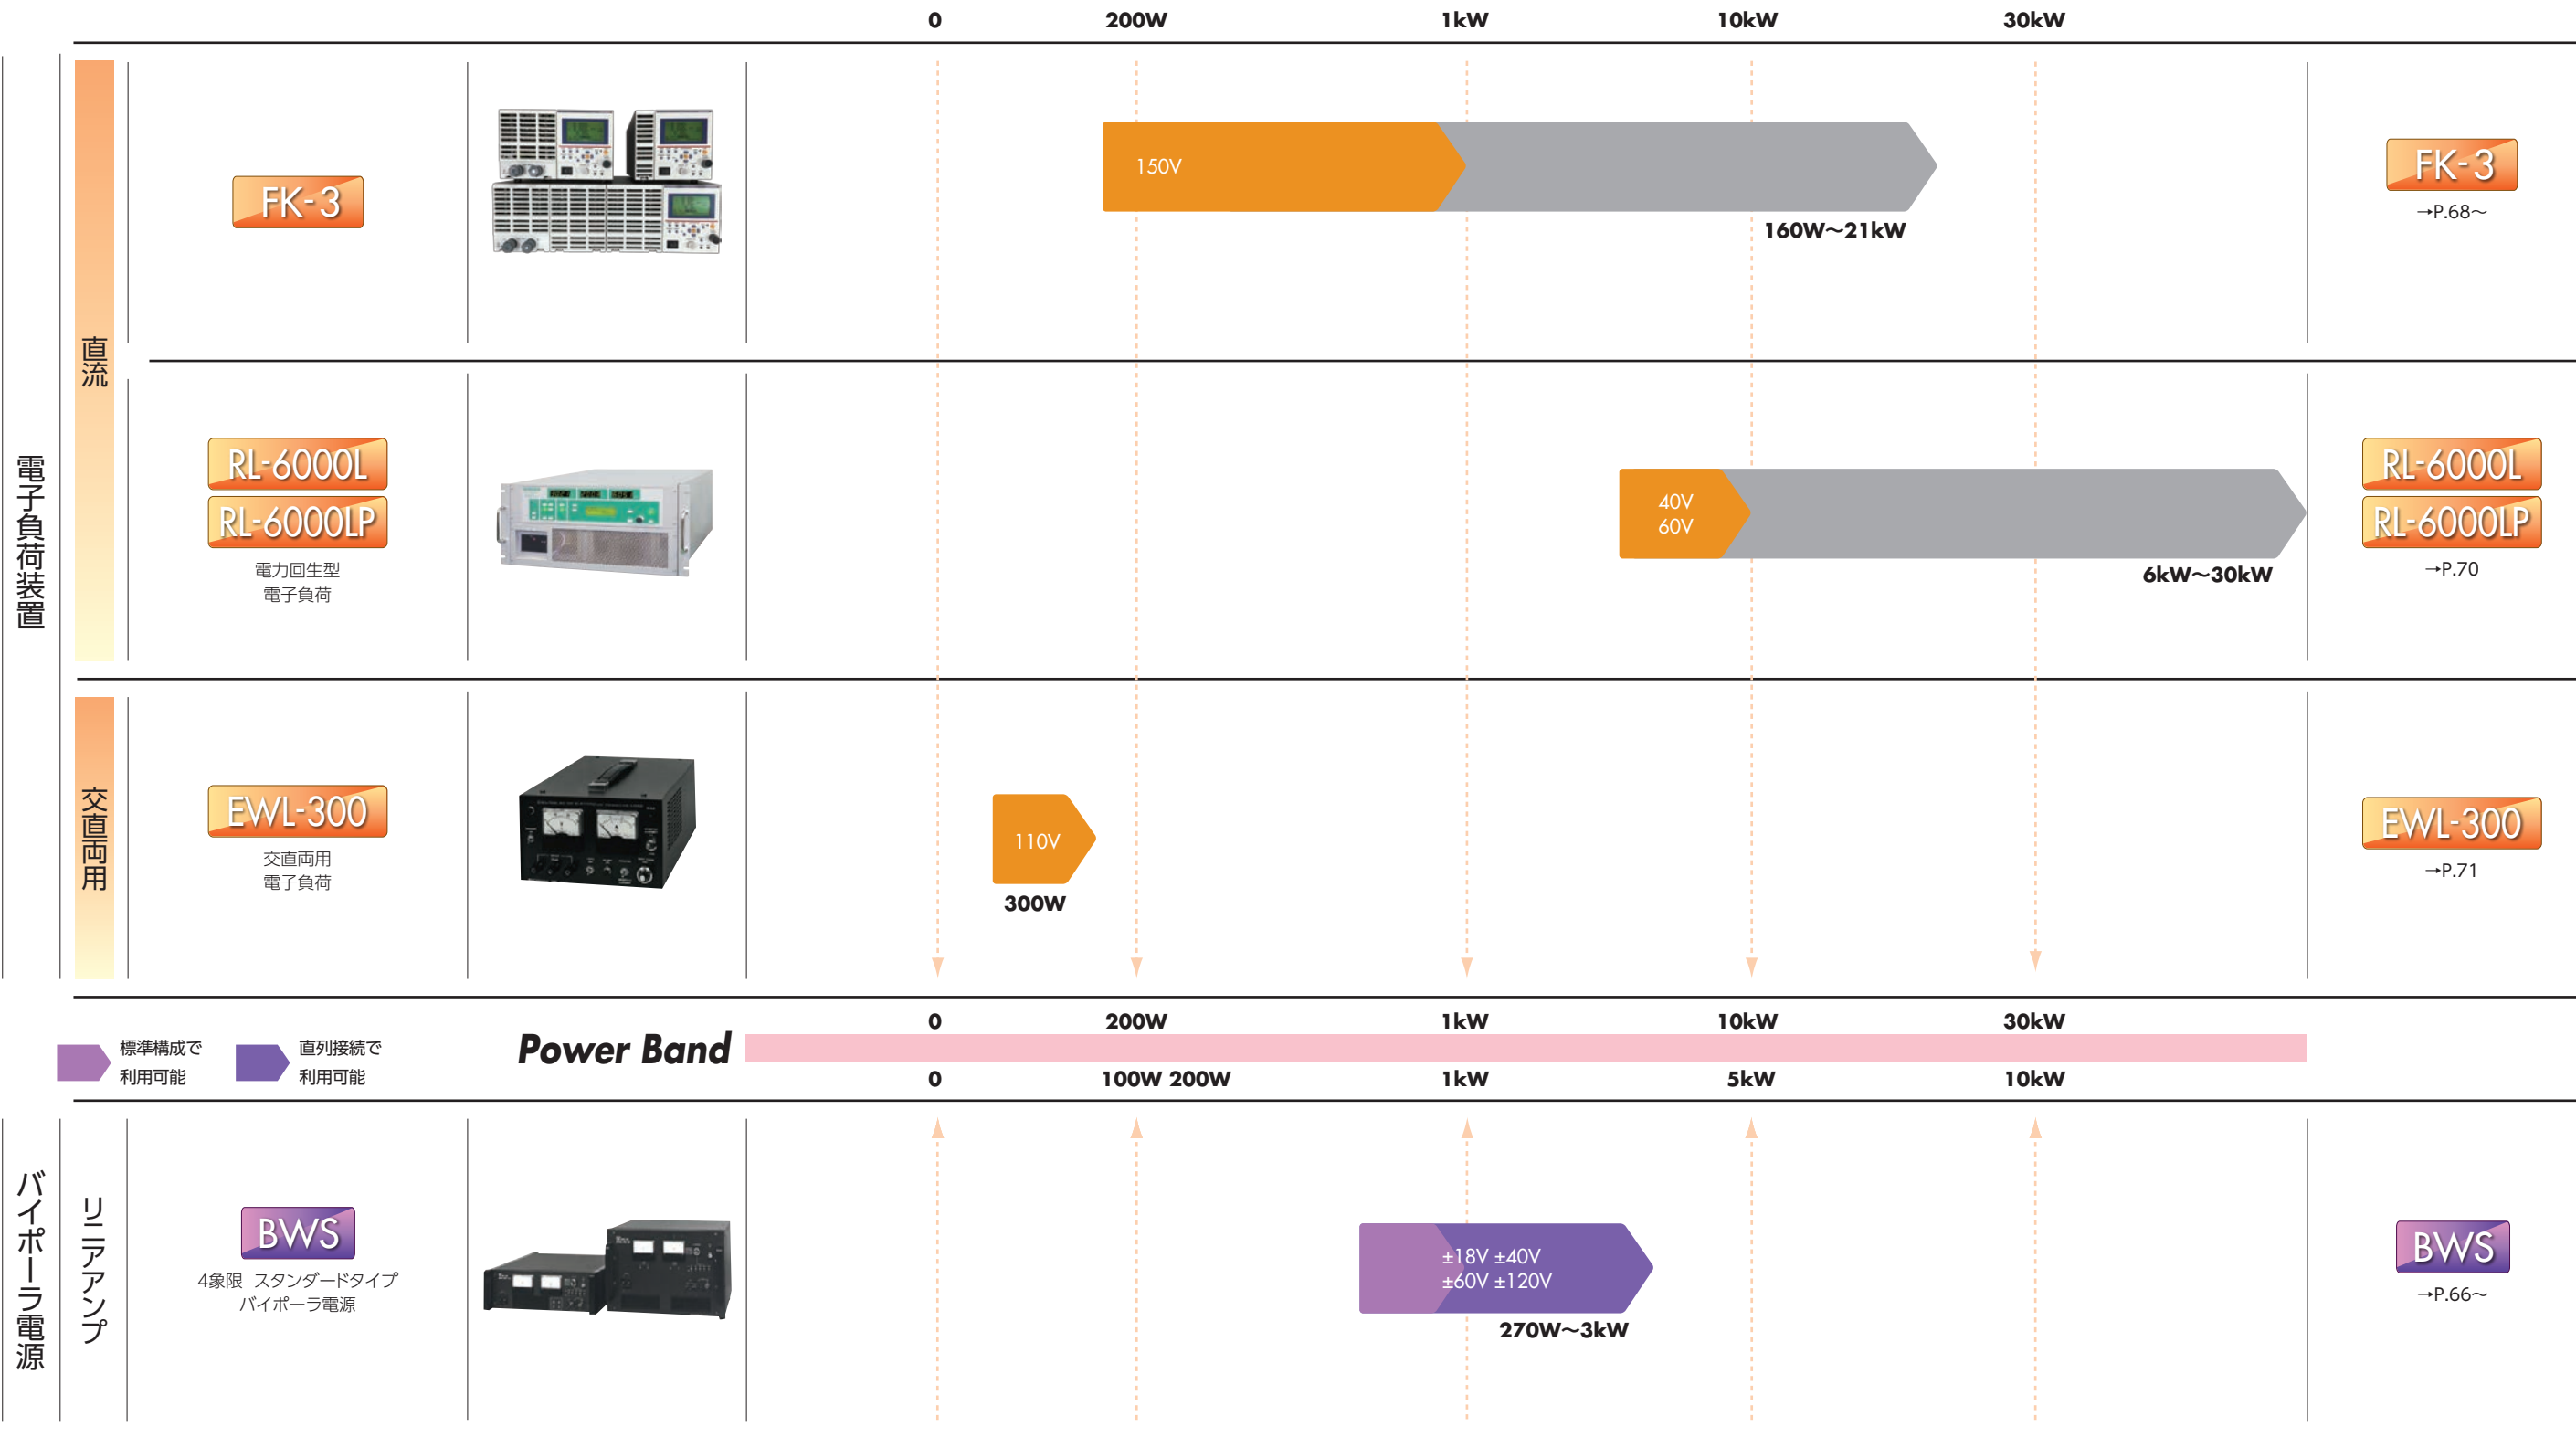 0 200W 1kW 10kW 30kW
電子負荷装置
直流
FK-3
150V
160W〜21kW
FK-3
→P.68〜
RL-6000L
RL-6000LP
電力回生型
電子負荷
40V
60V
6kW〜30kW
RL-6000L
RL-6000LP
→P.70
交直両用
EWL-300
交直両用
電子負荷
110V
300W
EWL-300
→P.71
標準構成で
利用可能
直列接続で
利用可能
Power Band
0 200W 1kW 10kW 30kW
0 100W 200W 1kW 5kW 10kW
バイポーラ電源
リニアアンプ
BWS
4象限 スタンダードタイプ
バイポーラ電源
±18V ±40V
±60V ±120V
270W〜3kW
BWS
→P.66〜